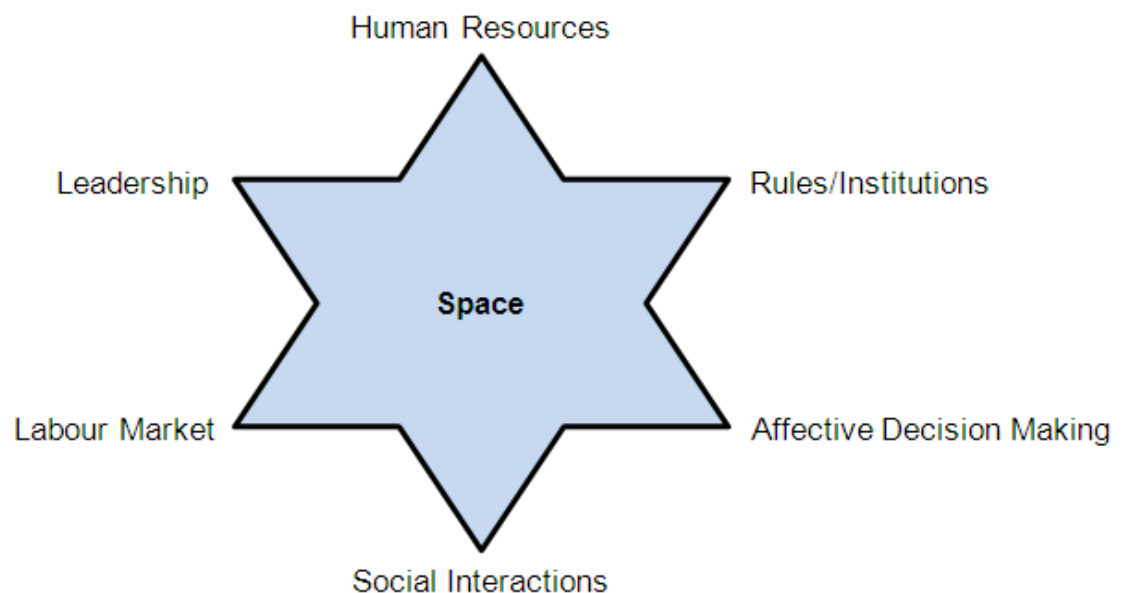 Human Resources
Leadership
Rules/Institutions
Space
Labour Market
Affective Decision Making
Social Interactions